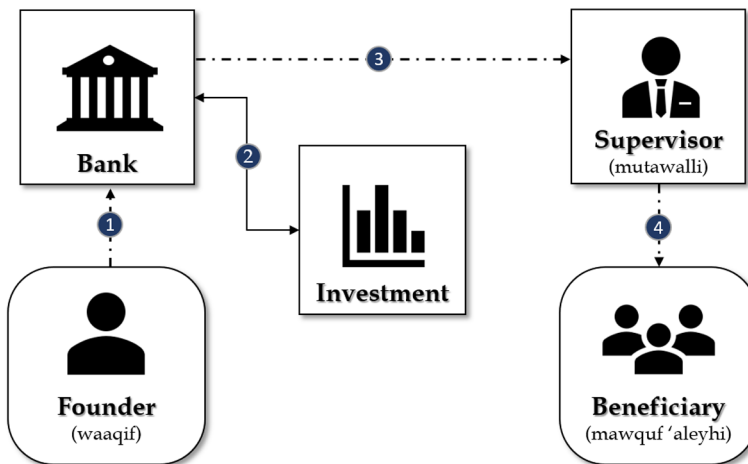 3
Supervisor
(mutawalli)
Bank
2
1
4
Investment
Founder
(waaqif)
Beneficiary
(mawquf ‘aleyhi)